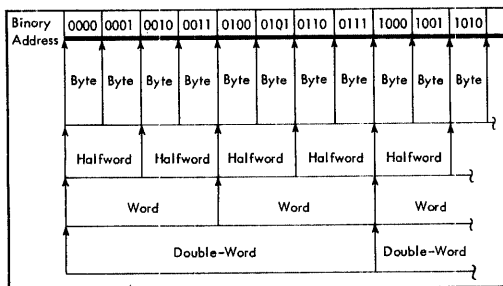 Binary Address 0000 0001 0010 0011 0100 0101 0110 0111 1000 1001 1010
Byte Byte Byte Byte Byte Byte Byte Byte Byte Byte Byte
Halfword Halfword Halfword Halfword Halfword
Word Word Word
Double-Word Double-Word